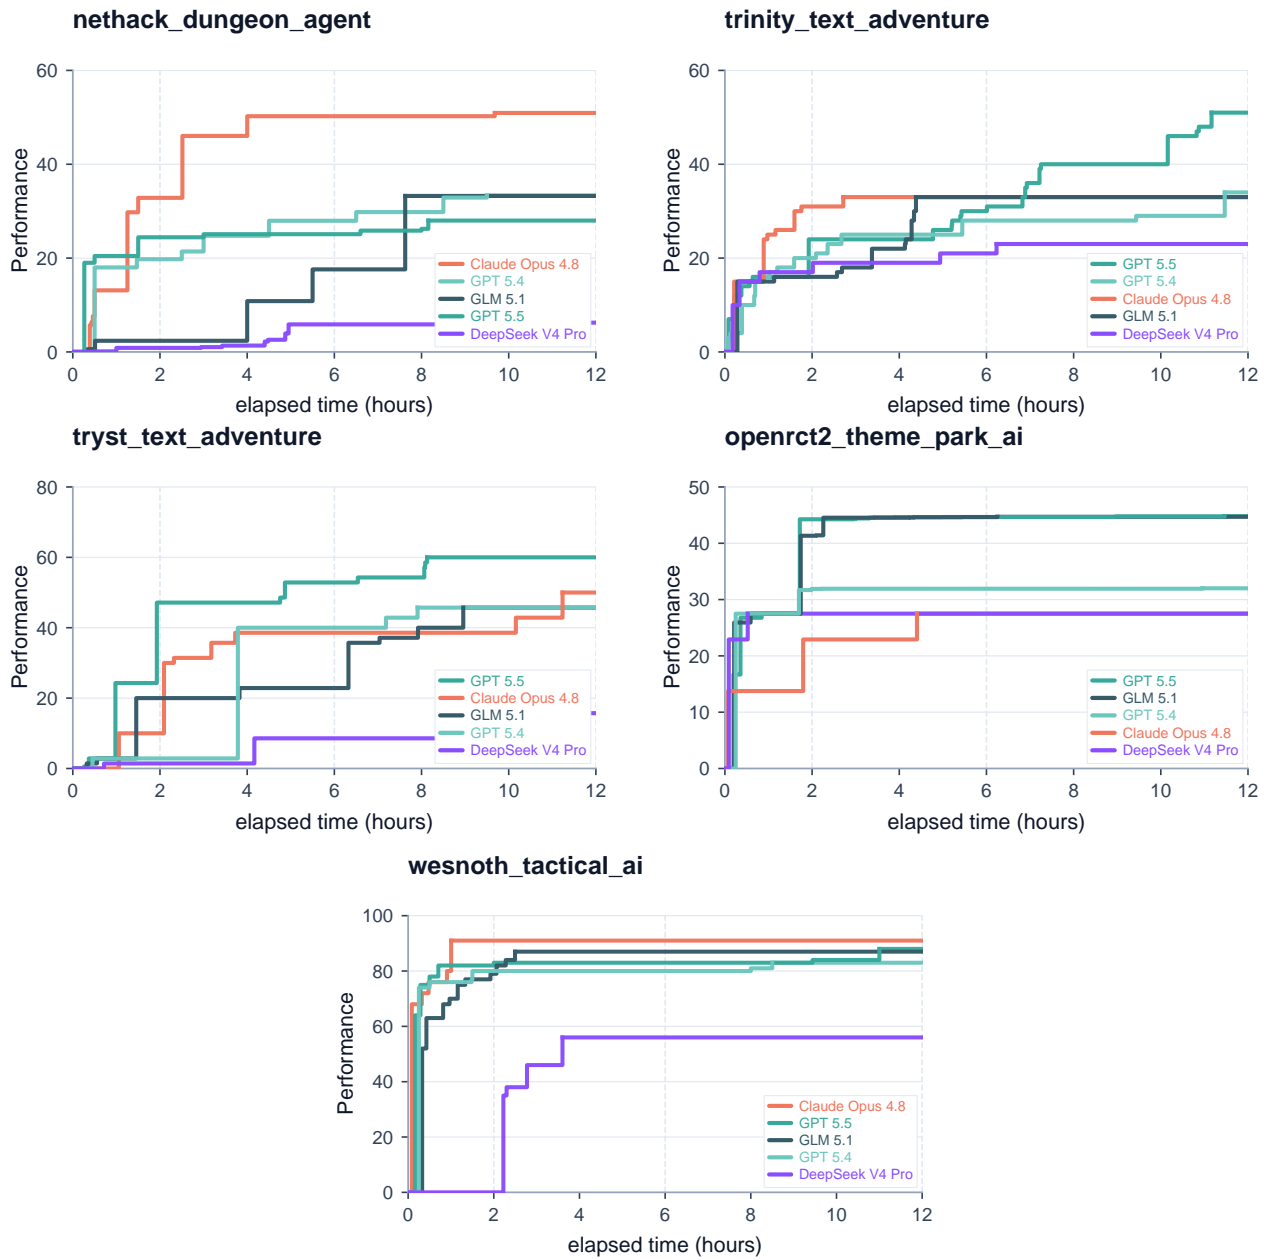 nethack_dungeon_agent
60
40
20
0
Performance
Claude Opus 4.8
GPT 5.4
GLM 5.1
GPT 5.5
DeepSeek V4 Pro
0 2 4 6 8 10 12
elapsed time (hours)
trinity_text_adventure
60
40
20
0
Performance
GPT 5.5
GPT 5.4
Claude Opus 4.8
GLM 5.1
DeepSeek V4 Pro
0 2 4 6 8 10 12
elapsed time (hours)
tryst_text_adventure
80
60
40
20
0
Performance
GPT 5.5
Claude Opus 4.8
GLM 5.1
GPT 5.4
DeepSeek V4 Pro
0 2 4 6 8 10 12
elapsed time (hours)
openrct2_theme_park_ai
50
40
30
20
10
0
Performance
GPT 5.5
GLM 5.1
GPT 5.4
Claude Opus 4.8
DeepSeek V4 Pro
0 2 4 6 8 10 12
elapsed time (hours)
wesnoth_tactical_ai
100
80
60
40
20
0
Performance
Claude Opus 4.8
GPT 5.5
GLM 5.1
GPT 5.4
DeepSeek V4 Pro
0 2 4 6 8 10 12
elapsed time (hours)